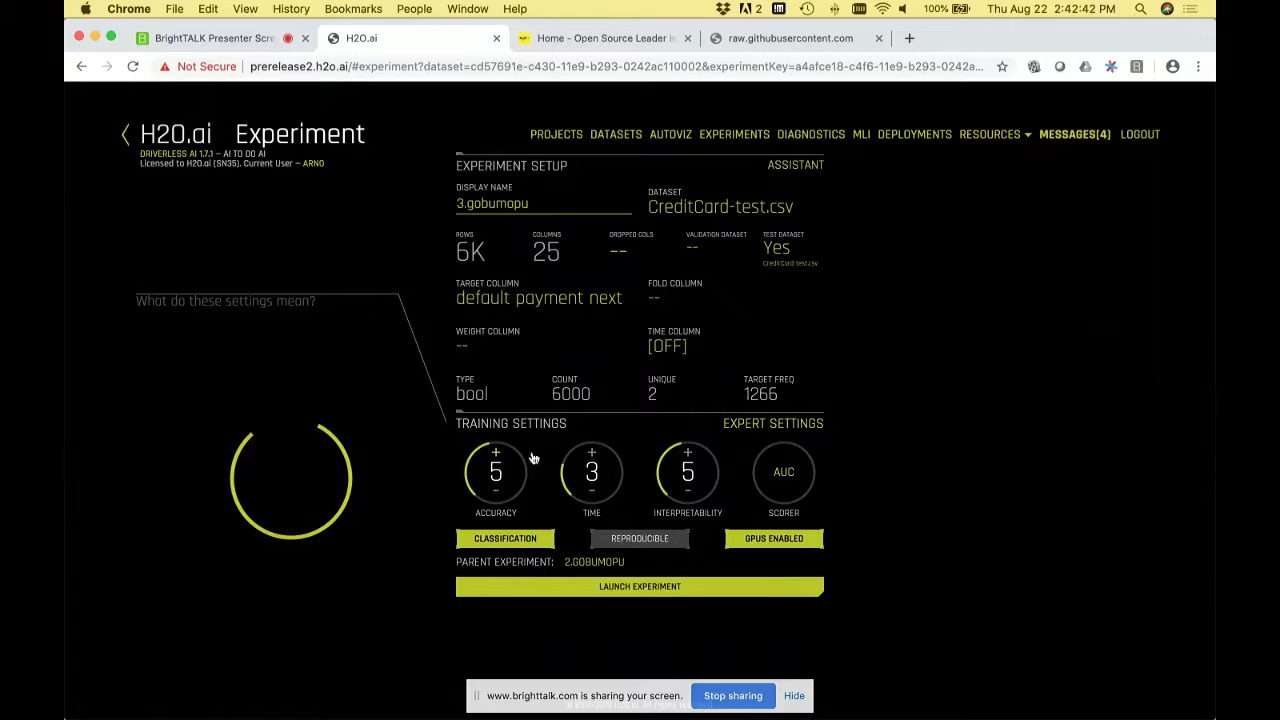 Chrome File Edit View History Bookmarks People Window Help 2 100% Thu Aug 22 2:42:42 PM
BrightTALK Presenter Scre H2O.ai Home - Open Source Leader in raw.githubusercontent.com
Not Secure prerelease2.h2o.ai/#experiment?dataset=cd57691e-c430-11e9-b293-0242ac110002&experimentKey=a4afce18-c4f6-11e9-b293-0242a...
H2O.ai Experiment
DRIVERLESS AI 1.7.1 – AI TO DO AI
Licensed to H2O.ai (SN35). Current User – ARNO
PROJECTS DATASETS AUTOVIZ EXPERIMENTS DIAGNOSTICS MLI DEPLOYMENTS RESOURCES MESSAGES[4] LOGOUT
EXPERIMENT SETUP ASSISTANT
DISPLAY NAME DATASET
3.gobumopu CreditCard-test.csv
ROWS COLUMNS DROPPED COLS VALIDATION DATASET TEST DATASET
6K 25 -- -- Yes
CreditCard-test.csv
TARGET COLUMN FOLD COLUMN
default payment next --
WEIGHT COLUMN TIME COLUMN
-- [OFF]
TYPE COUNT UNIQUE TARGET FREQ
bool 6000 2 1266
What do these settings mean?
TRAINING SETTINGS EXPERT SETTINGS
+ + +
5 3 5 AUC
- - -
ACCURACY TIME INTERPRETABILITY SCORER
CLASSIFICATION REPRODUCIBLE GPUS ENABLED
PARENT EXPERIMENT: 2.GOBUMOPU
LAUNCH EXPERIMENT
www.brighttalk.com is sharing your screen. Stop sharing Hide